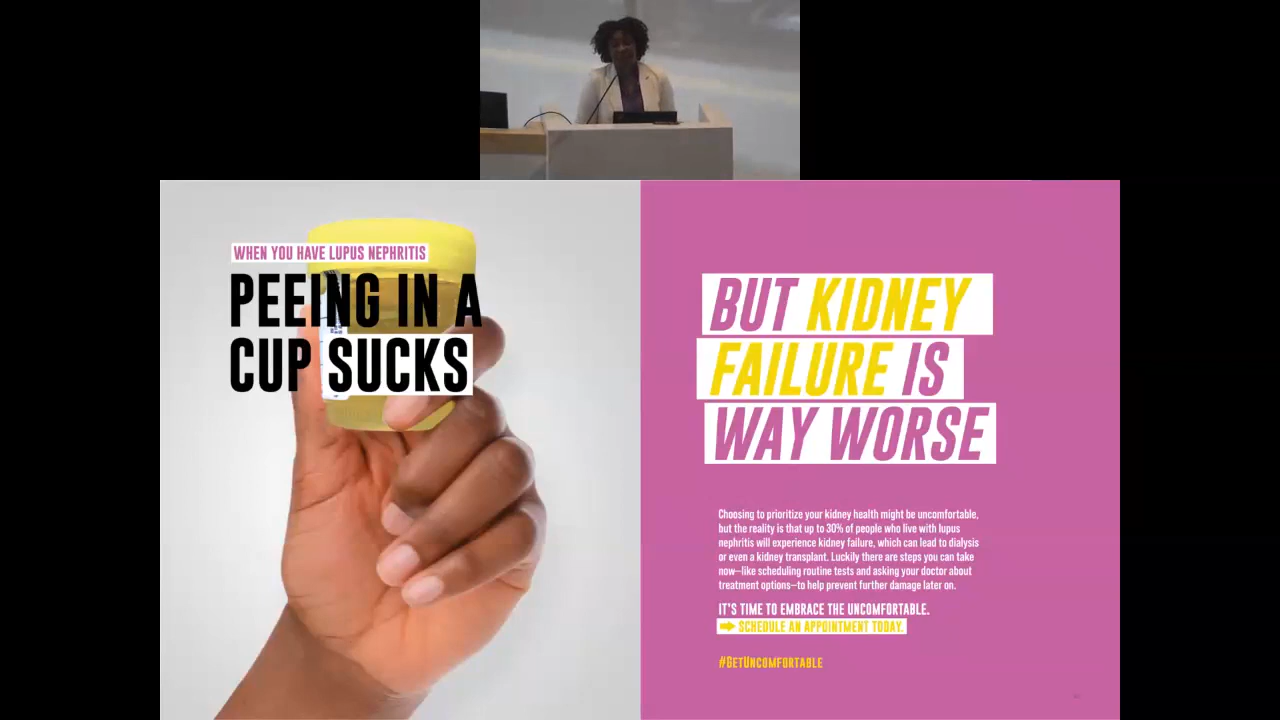 WHEN YOU HAVE LUPUS NEPHRITIS
PEEING IN A
CUP SUCKS
BUT KIDNEY
FAILURE IS
WAY WORSE
Choosing to prioritize your kidney health might be uncomfortable,
but the reality is that up to 30% of people who live with lupus
nephritis will experience kidney failure, which can lead to dialysis
or even a kidney transplant. Luckily there are steps you can take
now—like scheduling routine tests and asking your doctor about
treatment options—to help prevent further damage later on.
IT'S TIME TO EMBRACE THE UNCOMFORTABLE.
➡ SCHEDULE AN APPOINTMENT TODAY.
#GETUNCOMFORTABLE